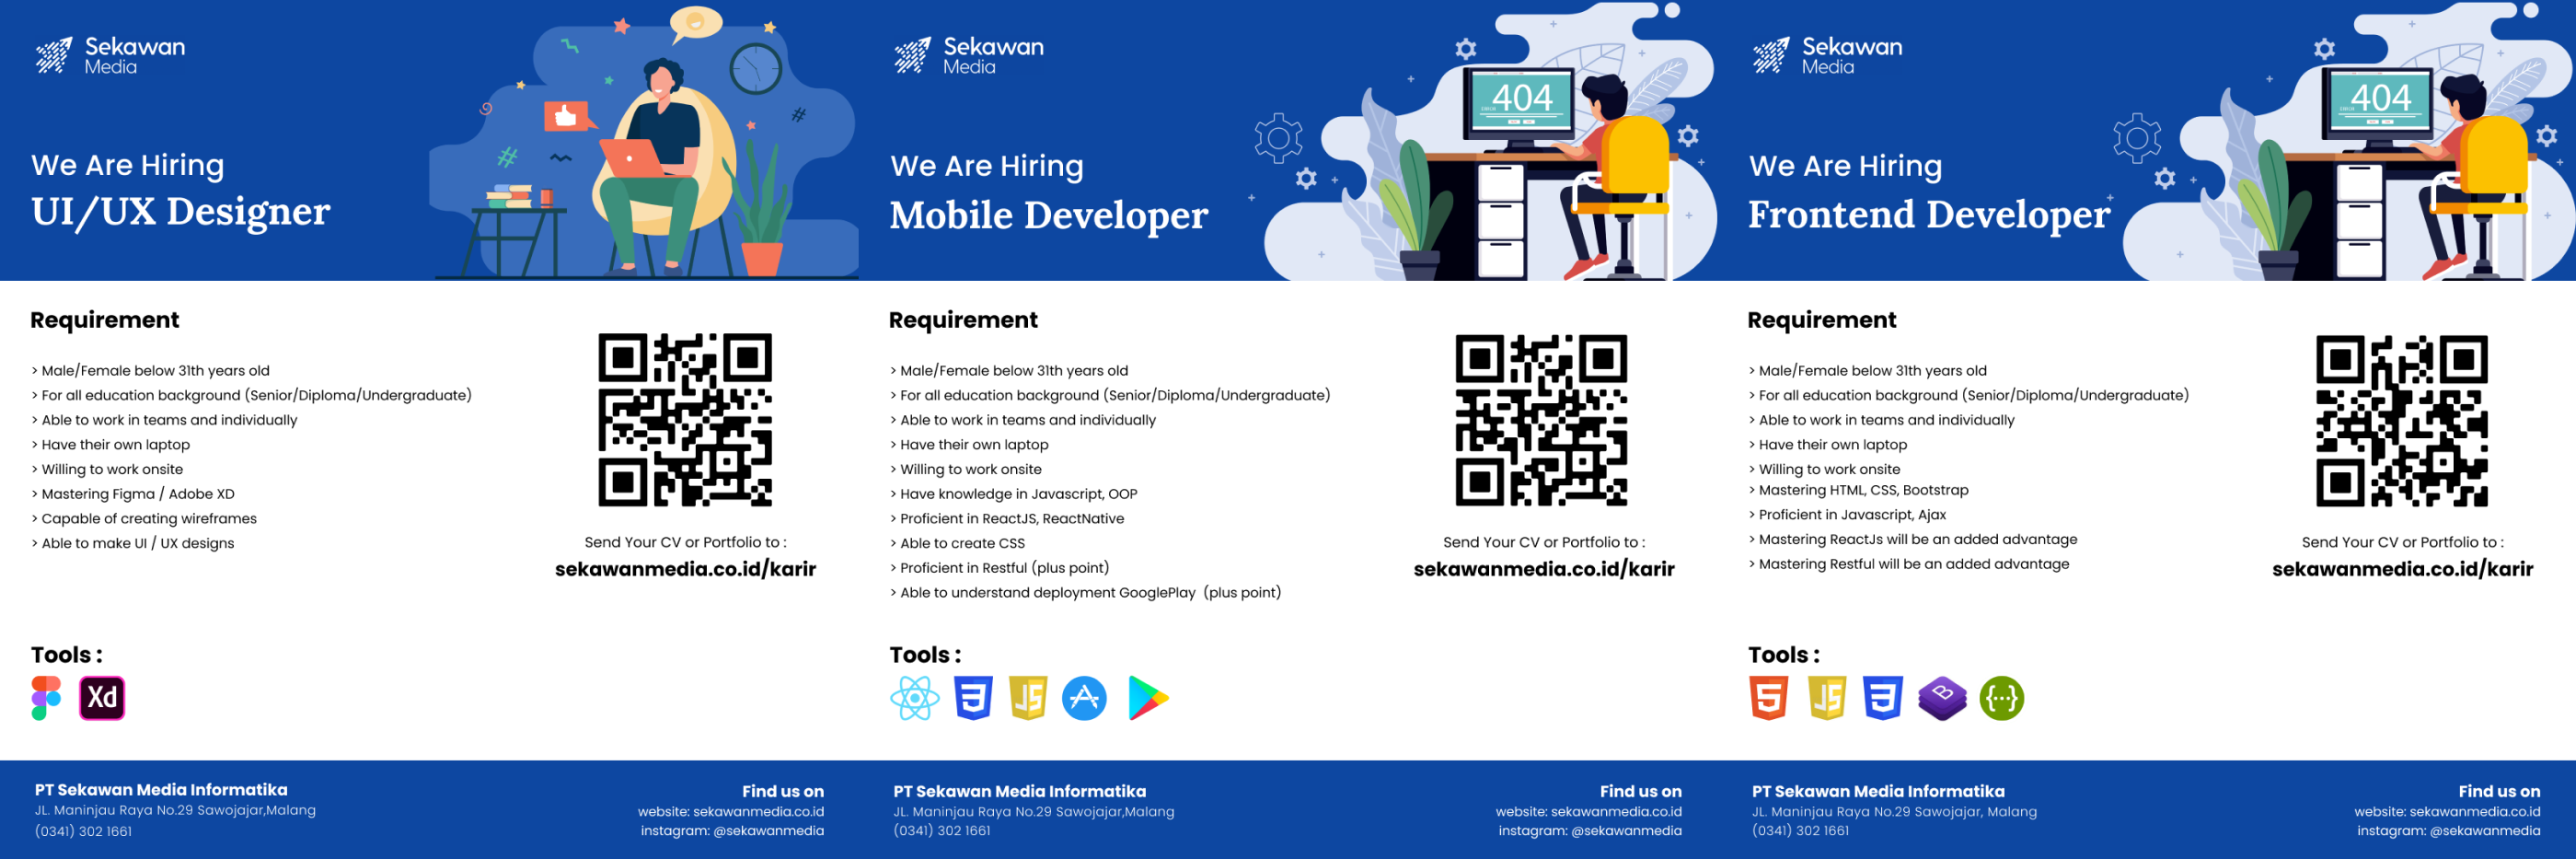 Sekawan
Media
We Are Hiring
UI/UX Designer
Requirement
> Male/Female below 31th years old
> For all education background (Senior/Diploma/Undergraduate)
> Able to work in teams and individually
> Have their own laptop
> Willing to work onsite
> Mastering Figma / Adobe XD
> Capable of creating wireframes
> Able to make UI / UX designs
Send Your CV or Portfolio to :
sekawanmedia.co.id/karir
Tools :
Xd
PT Sekawan Media Informatika
JL. Maninjau Raya No.29 Sawojajar,Malang
(0341) 302 1661
Find us on
website: sekawanmedia.co.id
instagram: @sekawanmedia
Sekawan
Media
We Are Hiring
Mobile Developer
404
Requirement
> Male/Female below 31th years old
> For all education background (Senior/Diploma/Undergraduate)
> Able to work in teams and individually
> Have their own laptop
> Willing to work onsite
> Have knowledge in Javascript, OOP
> Proficient in ReactJS, ReactNative
> Able to create CSS
> Proficient in Restful (plus point)
> Able to understand deployment GooglePlay (plus point)
Send Your CV or Portfolio to :
sekawanmedia.co.id/karir
Tools :
3
JS
PT Sekawan Media Informatika
JL. Maninjau Raya No.29 Sawojajar,Malang
(0341) 302 1661
Find us on
website: sekawanmedia.co.id
instagram: @sekawanmedia
Sekawan
Media
We Are Hiring
Frontend Developer
404
Requirement
> Male/Female below 31th years old
> For all education background (Senior/Diploma/Undergraduate)
> Able to work in teams and individually
> Have their own laptop
> Willing to work onsite
> Mastering HTML, CSS, Bootstrap
> Proficient in Javascript, Ajax
> Mastering ReactJs will be an added advantage
> Mastering Restful will be an added advantage
Send Your CV or Portfolio to :
sekawanmedia.co.id/karir
Tools :
5
JS
3
B
{...}
PT Sekawan Media Informatika
JL. Maninjau Raya No.29 Sawojajar, Malang
(0341) 302 1661
Find us on
website: sekawanmedia.co.id
instagram: @sekawanmedia